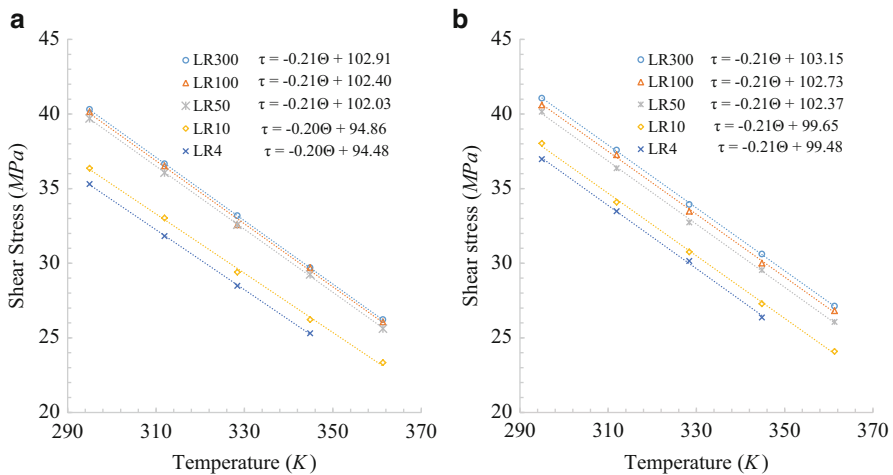 a
45
40
35
30
25
20
Shear Stress (MPa)
LR300 τ = -0.21Θ + 102.91
LR100 τ = -0.21Θ + 102.40
LR50 τ = -0.21Θ + 102.03
LR10 τ = -0.20Θ + 94.86
LR4 τ = -0.20Θ + 94.48
290 310 330 350 370
Temperature (K)
b
45
40
35
30
25
20
Shear stress (MPa)
LR300 τ = -0.21Θ + 103.15
LR100 τ = -0.21Θ + 102.73
LR50 τ = -0.21Θ + 102.37
LR10 τ = -0.21Θ + 99.65
LR4 τ = -0.21Θ + 99.48
290 310 330 350 370
Temperature (K)